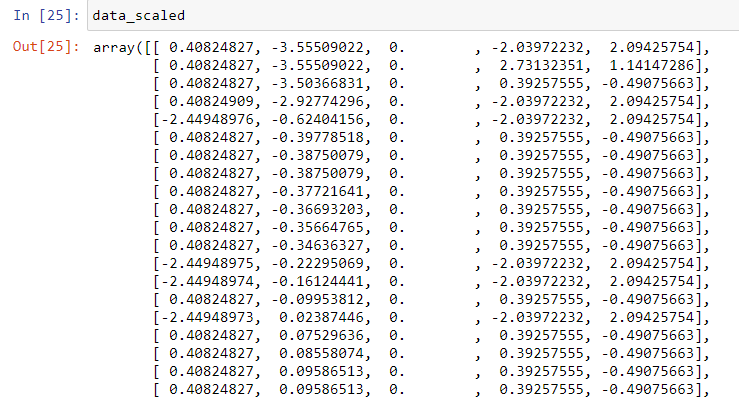 In [25]: data_scaled
Out[25]: array([[ 0.40824827, -3.55509022,  0.        , -2.03972232,  2.09425754],
[ 0.40824827, -3.55509022,  0.        ,  2.73132351,  1.14147286],
[ 0.40824827, -3.50366831,  0.        ,  0.39257555, -0.49075663],
[ 0.40824909, -2.92774296,  0.        , -2.03972232,  2.09425754],
[-2.44948976, -0.62404156,  0.        , -2.03972232,  2.09425754],
[ 0.40824827, -0.39778518,  0.        ,  0.39257555, -0.49075663],
[ 0.40824827, -0.38750079,  0.        ,  0.39257555, -0.49075663],
[ 0.40824827, -0.38750079,  0.        ,  0.39257555, -0.49075663],
[ 0.40824827, -0.37721641,  0.        ,  0.39257555, -0.49075663],
[ 0.40824827, -0.36693203,  0.        ,  0.39257555, -0.49075663],
[ 0.40824827, -0.35664765,  0.        ,  0.39257555, -0.49075663],
[ 0.40824827, -0.34636327,  0.        ,  0.39257555, -0.49075663],
[-2.44948975, -0.22295069,  0.        , -2.03972232,  2.09425754],
[-2.44948974, -0.16124441,  0.        , -2.03972232,  2.09425754],
[ 0.40824827, -0.09953812,  0.        ,  0.39257555, -0.49075663],
[-2.44948973,  0.02387446,  0.        , -2.03972232,  2.09425754],
[ 0.40824827,  0.07529636,  0.        ,  0.39257555, -0.49075663],
[ 0.40824827,  0.08558074,  0.        ,  0.39257555, -0.49075663],
[ 0.40824827,  0.09586513,  0.        ,  0.39257555, -0.49075663],
[ 0.40824827,  0.09586513,  0.        ,  0.39257555, -0.49075663],